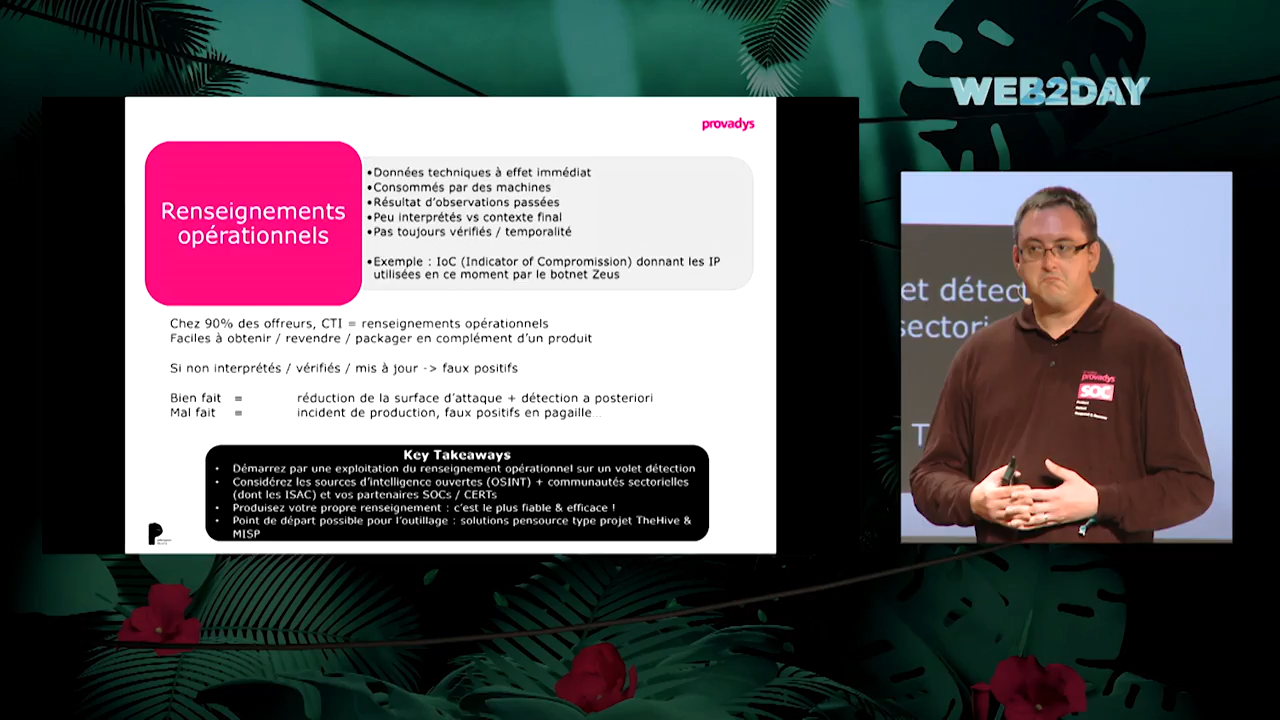 WEB2DAY
provadys
Renseignements
opérationnels
•Données techniques à effet immédiat
•Consommés par des machines
•Résultat d'observations passées
•Peu interprétés vs contexte final
•Pas toujours vérifiés / temporalité
•Exemple : IoC (Indicator of Compromission) donnant les IP
utilisées en ce moment par le botnet Zeus
Chez 90% des offreurs, CTI = renseignements opérationnels
Faciles à obtenir / revendre / packager en complément d'un produit
Si non interprétés / vérifiés / mis à jour -> faux positifs
Bien fait = réduction de la surface d'attaque + détection a posteriori
Mal fait = incident de production, faux positifs en pagaille...
Key Takeaways
• Démarrez par une exploitation du renseignement opérationnel sur un volet détection
• Considérez les sources d'intelligence ouvertes (OSINT) + communautés sectorielles
(dont les ISAC) et vos partenaires SOCs / CERTs
• Produisez votre propre renseignement : c'est le plus fiable & efficace !
• Point de départ possible pour l'outillage : solutions pensource type projet TheHive &
MISP
et détec
sectori
T
provadys
SOC